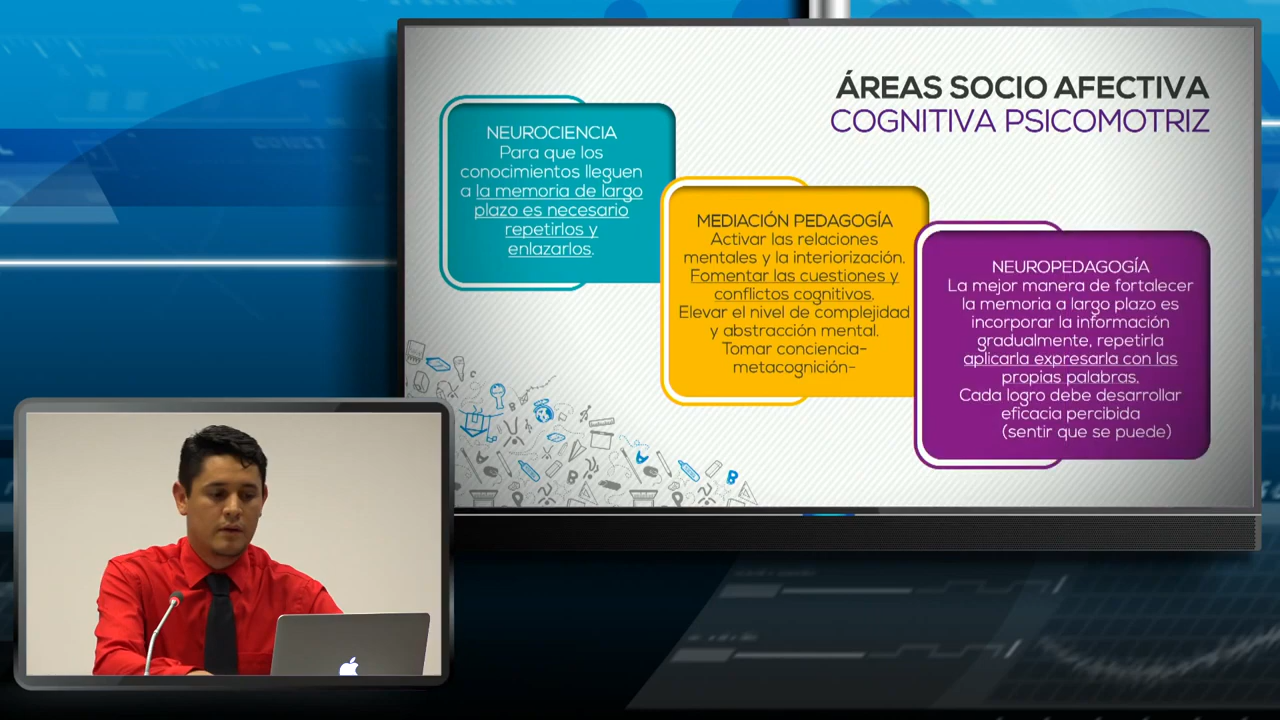 ÁREAS SOCIO AFECTIVA
COGNITIVA PSICOMOTRIZ
NEUROCIENCIA
Para que los
conocimientos lleguen
a la memoria de largo
plazo es necesario
repetirlos y
enlazarlos.
MEDIACIÓN PEDAGOGÍA
Activar las relaciones
mentales y la interiorización.
Fomentar las cuestiones y
conflictos cognitivos.
Elevar el nivel de complejidad
y abstracción mental.
Tomar conciencia-
metacognición-
NEUROPEDAGOGÍA
La mejor manera de fortalecer
la memoria a largo plazo es
incorporar la información
gradualmente, repetirla
aplicarla expresarla con las
propias palabras.
Cada logro debe desarrollar
eficacia percibida
(sentir que se puede)